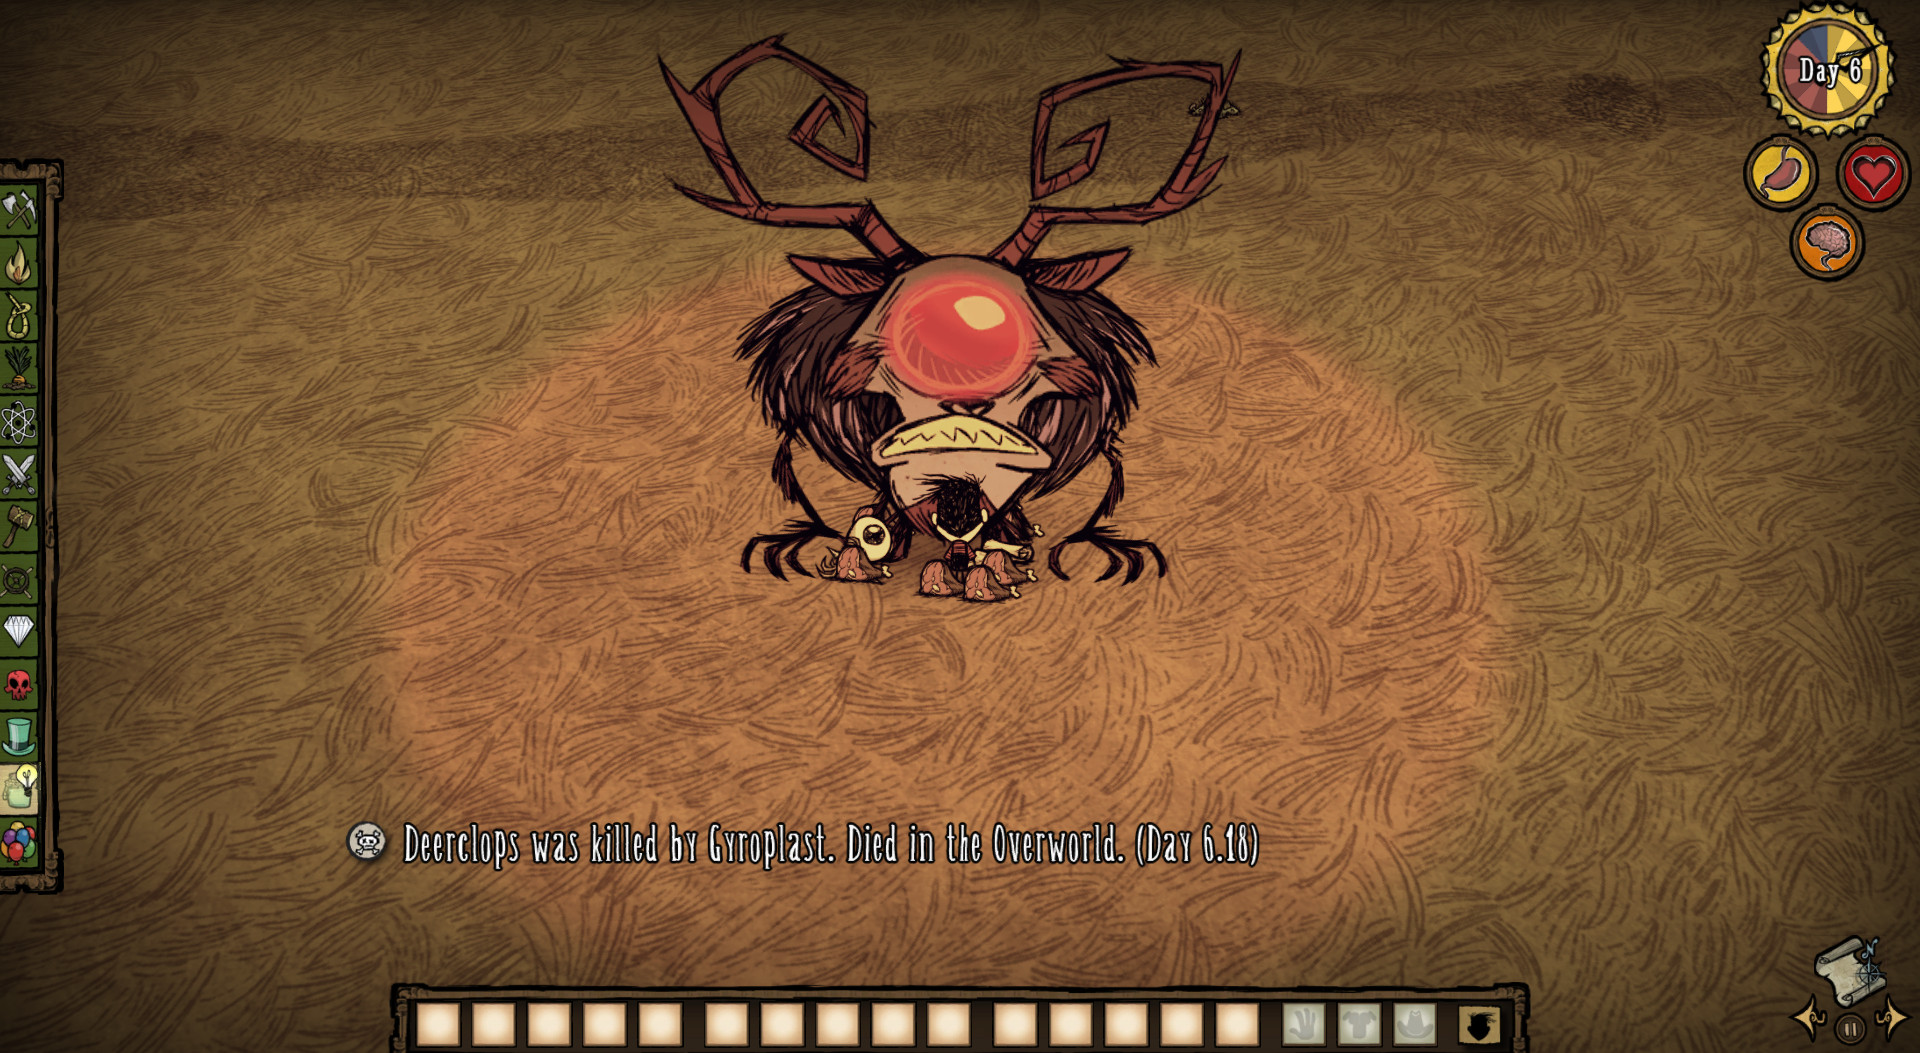 Day 6
Deerclops was killed by Gyroplast. Died in the Overworld. (Day 6.18)
N